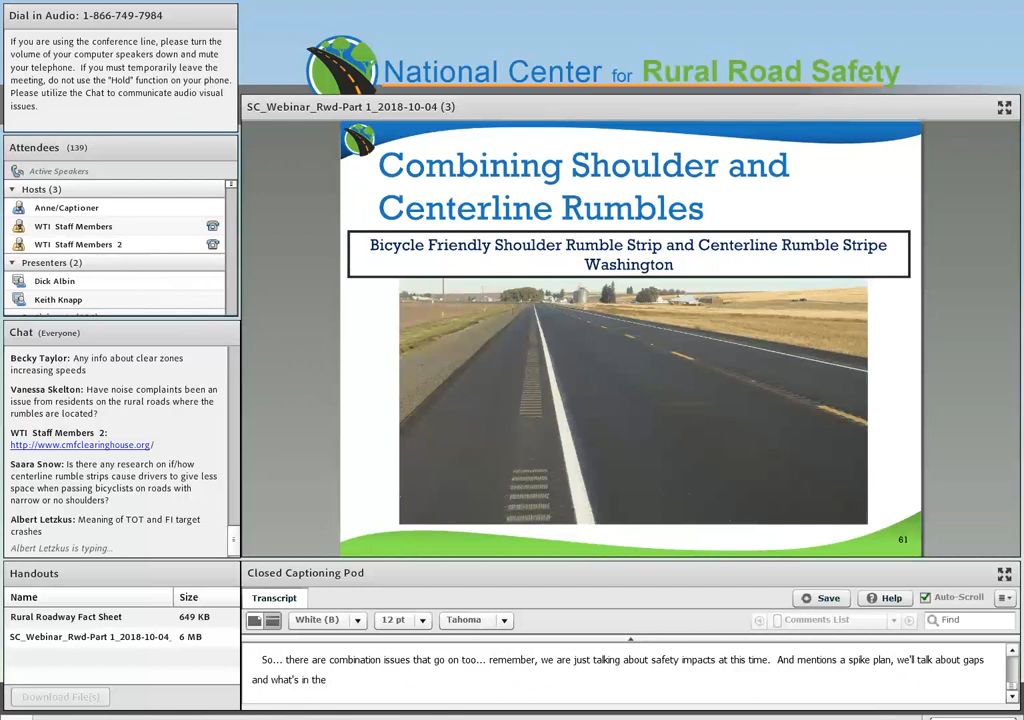 Dial in Audio: 1-866-749-7984
If you are using the conference line, please turn the
volume of your computer speakers down and mute
your telephone. If you must temporarily leave the
meeting, do not use the "Hold" function on your phone.
Please utilize the Chat to communicate audio visual
issues.
National Center for Rural Road Safety
SC_Webinar_Rwd-Part 1_2018-10-04 (3)
Attendees (139)
Active Speakers
Hosts (3)
Anne/Captioner
WTI Staff Members
WTI Staff Members 2
Presenters (2)
Dick Albin
Keith Knapp
Combining Shoulder and
Centerline Rumbles
Bicycle Friendly Shoulder Rumble Strip and Centerline Rumble Stripe
Washington
61
Chat (Everyone)
Becky Taylor: Any info about clear zones
increasing speeds
Vanessa Skelton: Have noise complaints been an
issue from residents on the rural roads where the
rumbles are located?
WTI Staff Members 2:
http://www.cmfclearinghouse.org/
Saara Snow: Is there any research on if/how
centerline rumble strips cause drivers to give less
space when passing bicyclists on roads with
narrow or no shoulders?
Albert Letzkus: Meaning of TOT and FI target
crashes
Albert Letzkus is typing...
Handouts
Name Size
Rural Roadway Fact Sheet 649 KB
SC_Webinar_Rwd-Part 1_2018-10-04_ 6 MB
Download File(s)
Closed Captioning Pod
Transcript
Save
Help
Auto-Scroll
White (B)
12 pt
Tahoma
Comments List
Find
So... there are combination issues that go on too... remember, we are just talking about safety impacts at this time. And mentions a spike plan, we'll talk about gaps
and what's in the